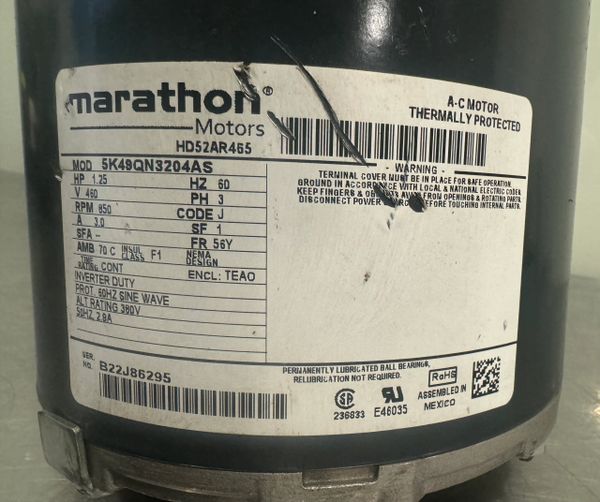 marathon®
Motors
HD52AR465
A-C MOTOR
THERMALLY PROTECTED
MOD 5K49QN3204AS
HP 1.25 HZ 60
V 460 PH 3
RPM 850 CODE J
A 3.0 SF 1
SFA - FR 56Y
AMB 70 C INSUL CLASS F1 NEMA DESIGN
TIME RATING CONT ENCL: TEAO
INVERTER DUTY
PROT. 60HZ SINE WAVE
ALT RATING 380V
50HZ, 2.8A
WARNING
TERMINAL COVER MUST BE IN PLACE FOR SAFE OPERATION.
GROUND IN ACCORDANCE WITH LOCAL & NATIONAL ELECTRIC CODES.
KEEP FINGERS & AWAY FROM OPENINGS & ROTATING PARTS.
DISCONNECT POWER BEFORE TOUCHING INTERNAL PARTS.
SER. NO. B22J86295
PERMANENTLY LUBRICATED BALL BEARINGS,
RELUBRICATION NOT REQUIRED.
236833 E46035
RoHS
ASSEMBLED IN
MEXICO